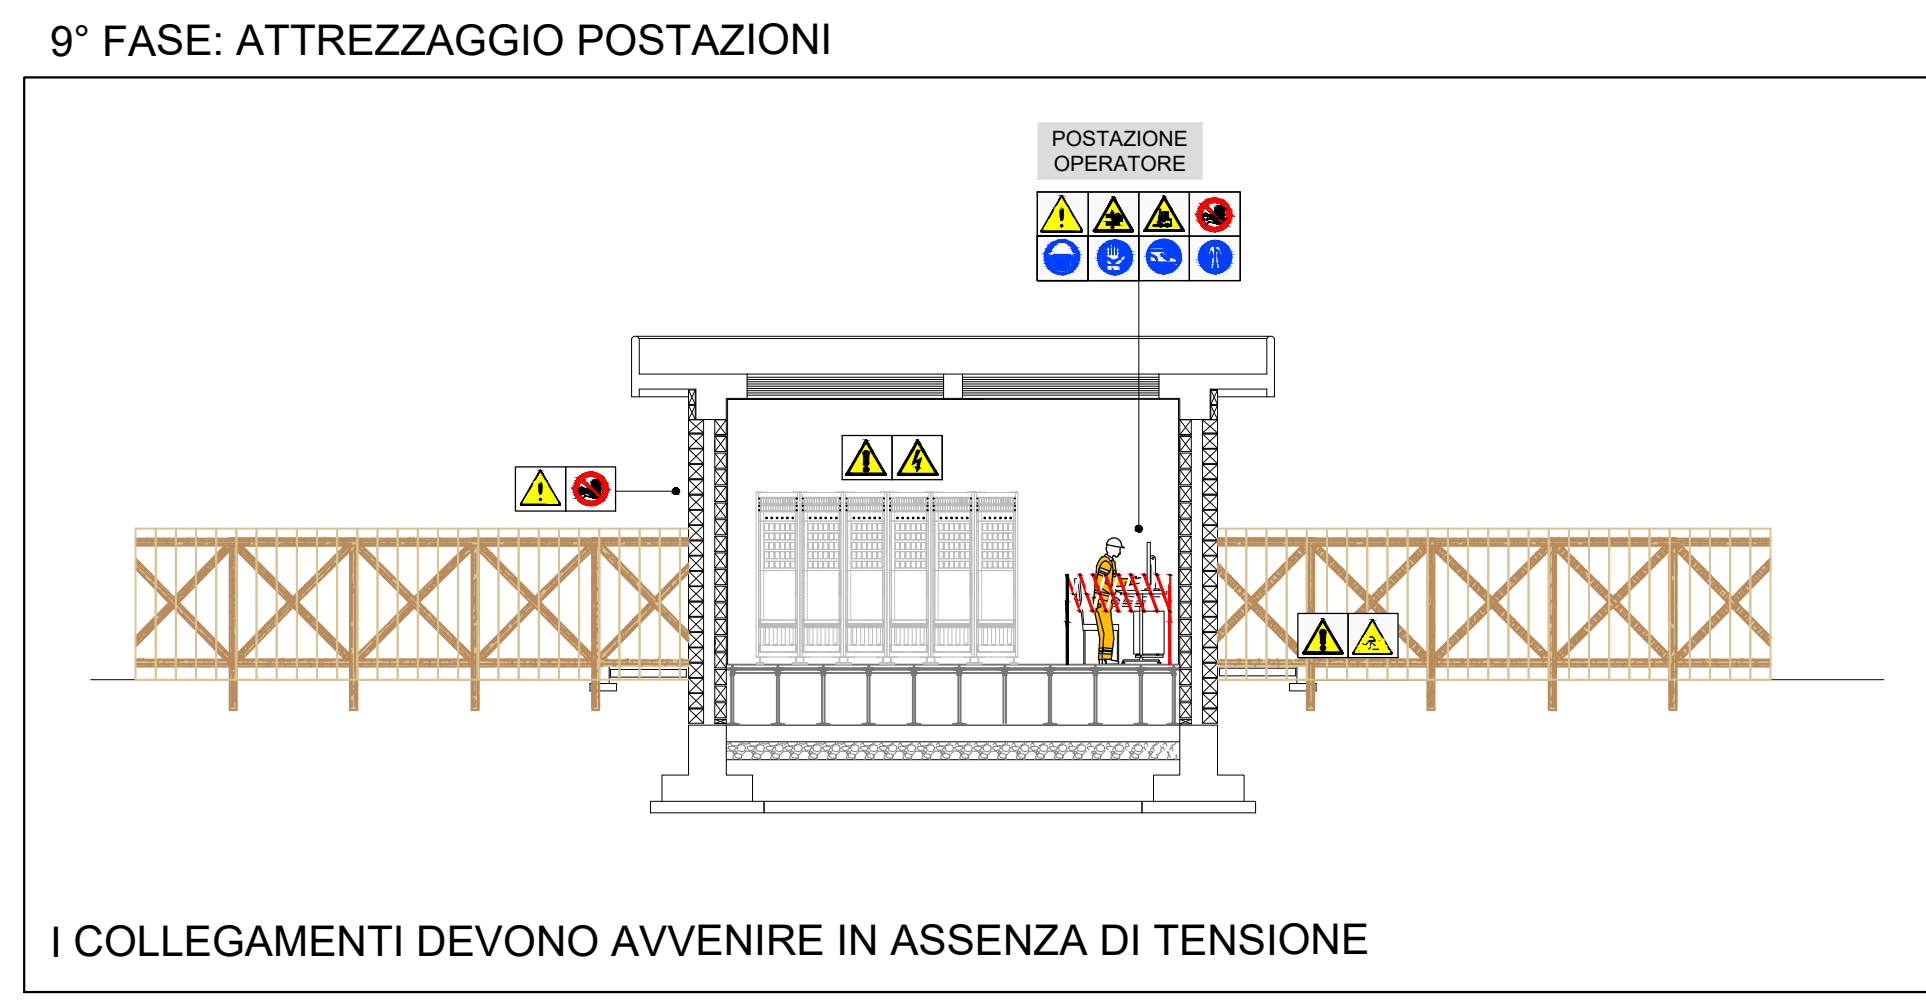 9° FASE: ATTREZZAGGIO POSTAZIONI
POSTAZIONE
OPERATORE
I COLLEGAMENTI DEVONO AVVENIRE IN ASSENZA DI TENSIONE